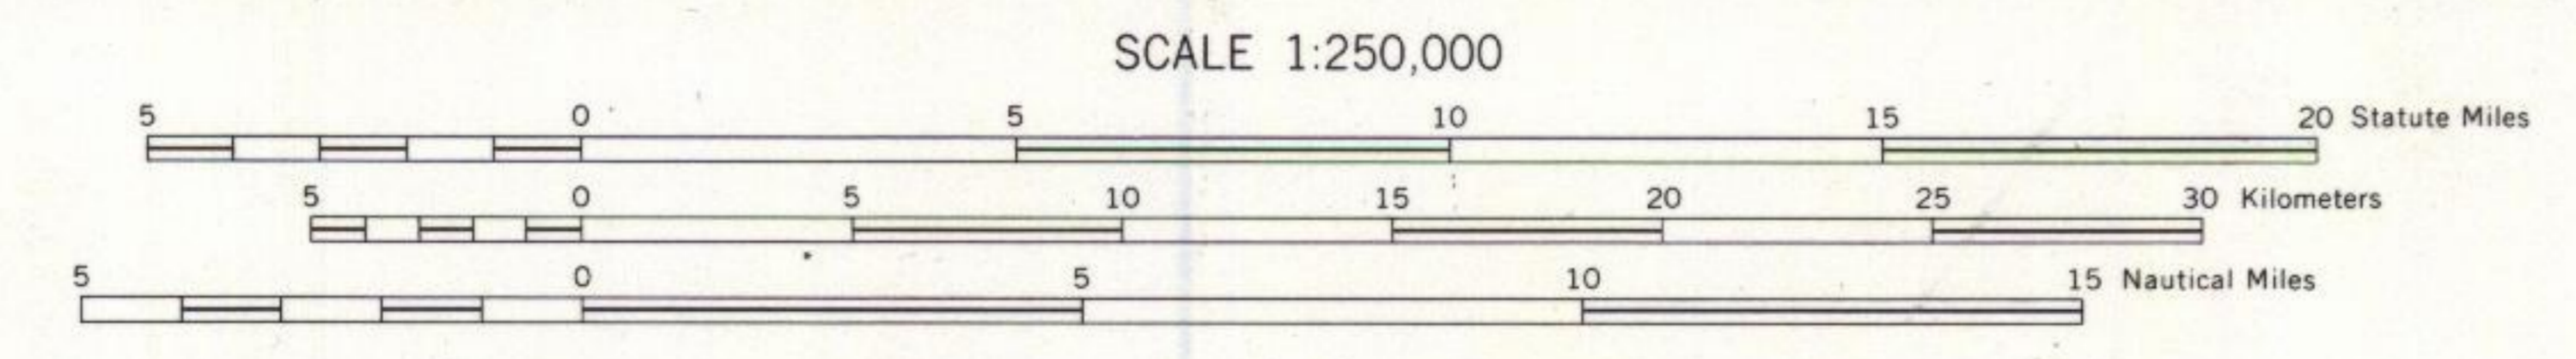 SCALE 1:250,000
5 0 5 10 15 20 Statute Miles
5 0 5 10 15 20 25 30 Kilometers
5 0 5 10 15 Nautical Miles